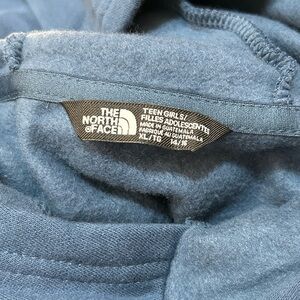 THE
NORTH
FACE
TEEN GIRLS/
FILLES ADOLESCENTES
MADE IN GUATEMALA
FABRIQUÉ AU GUATEMALA
XL/TG 14/16